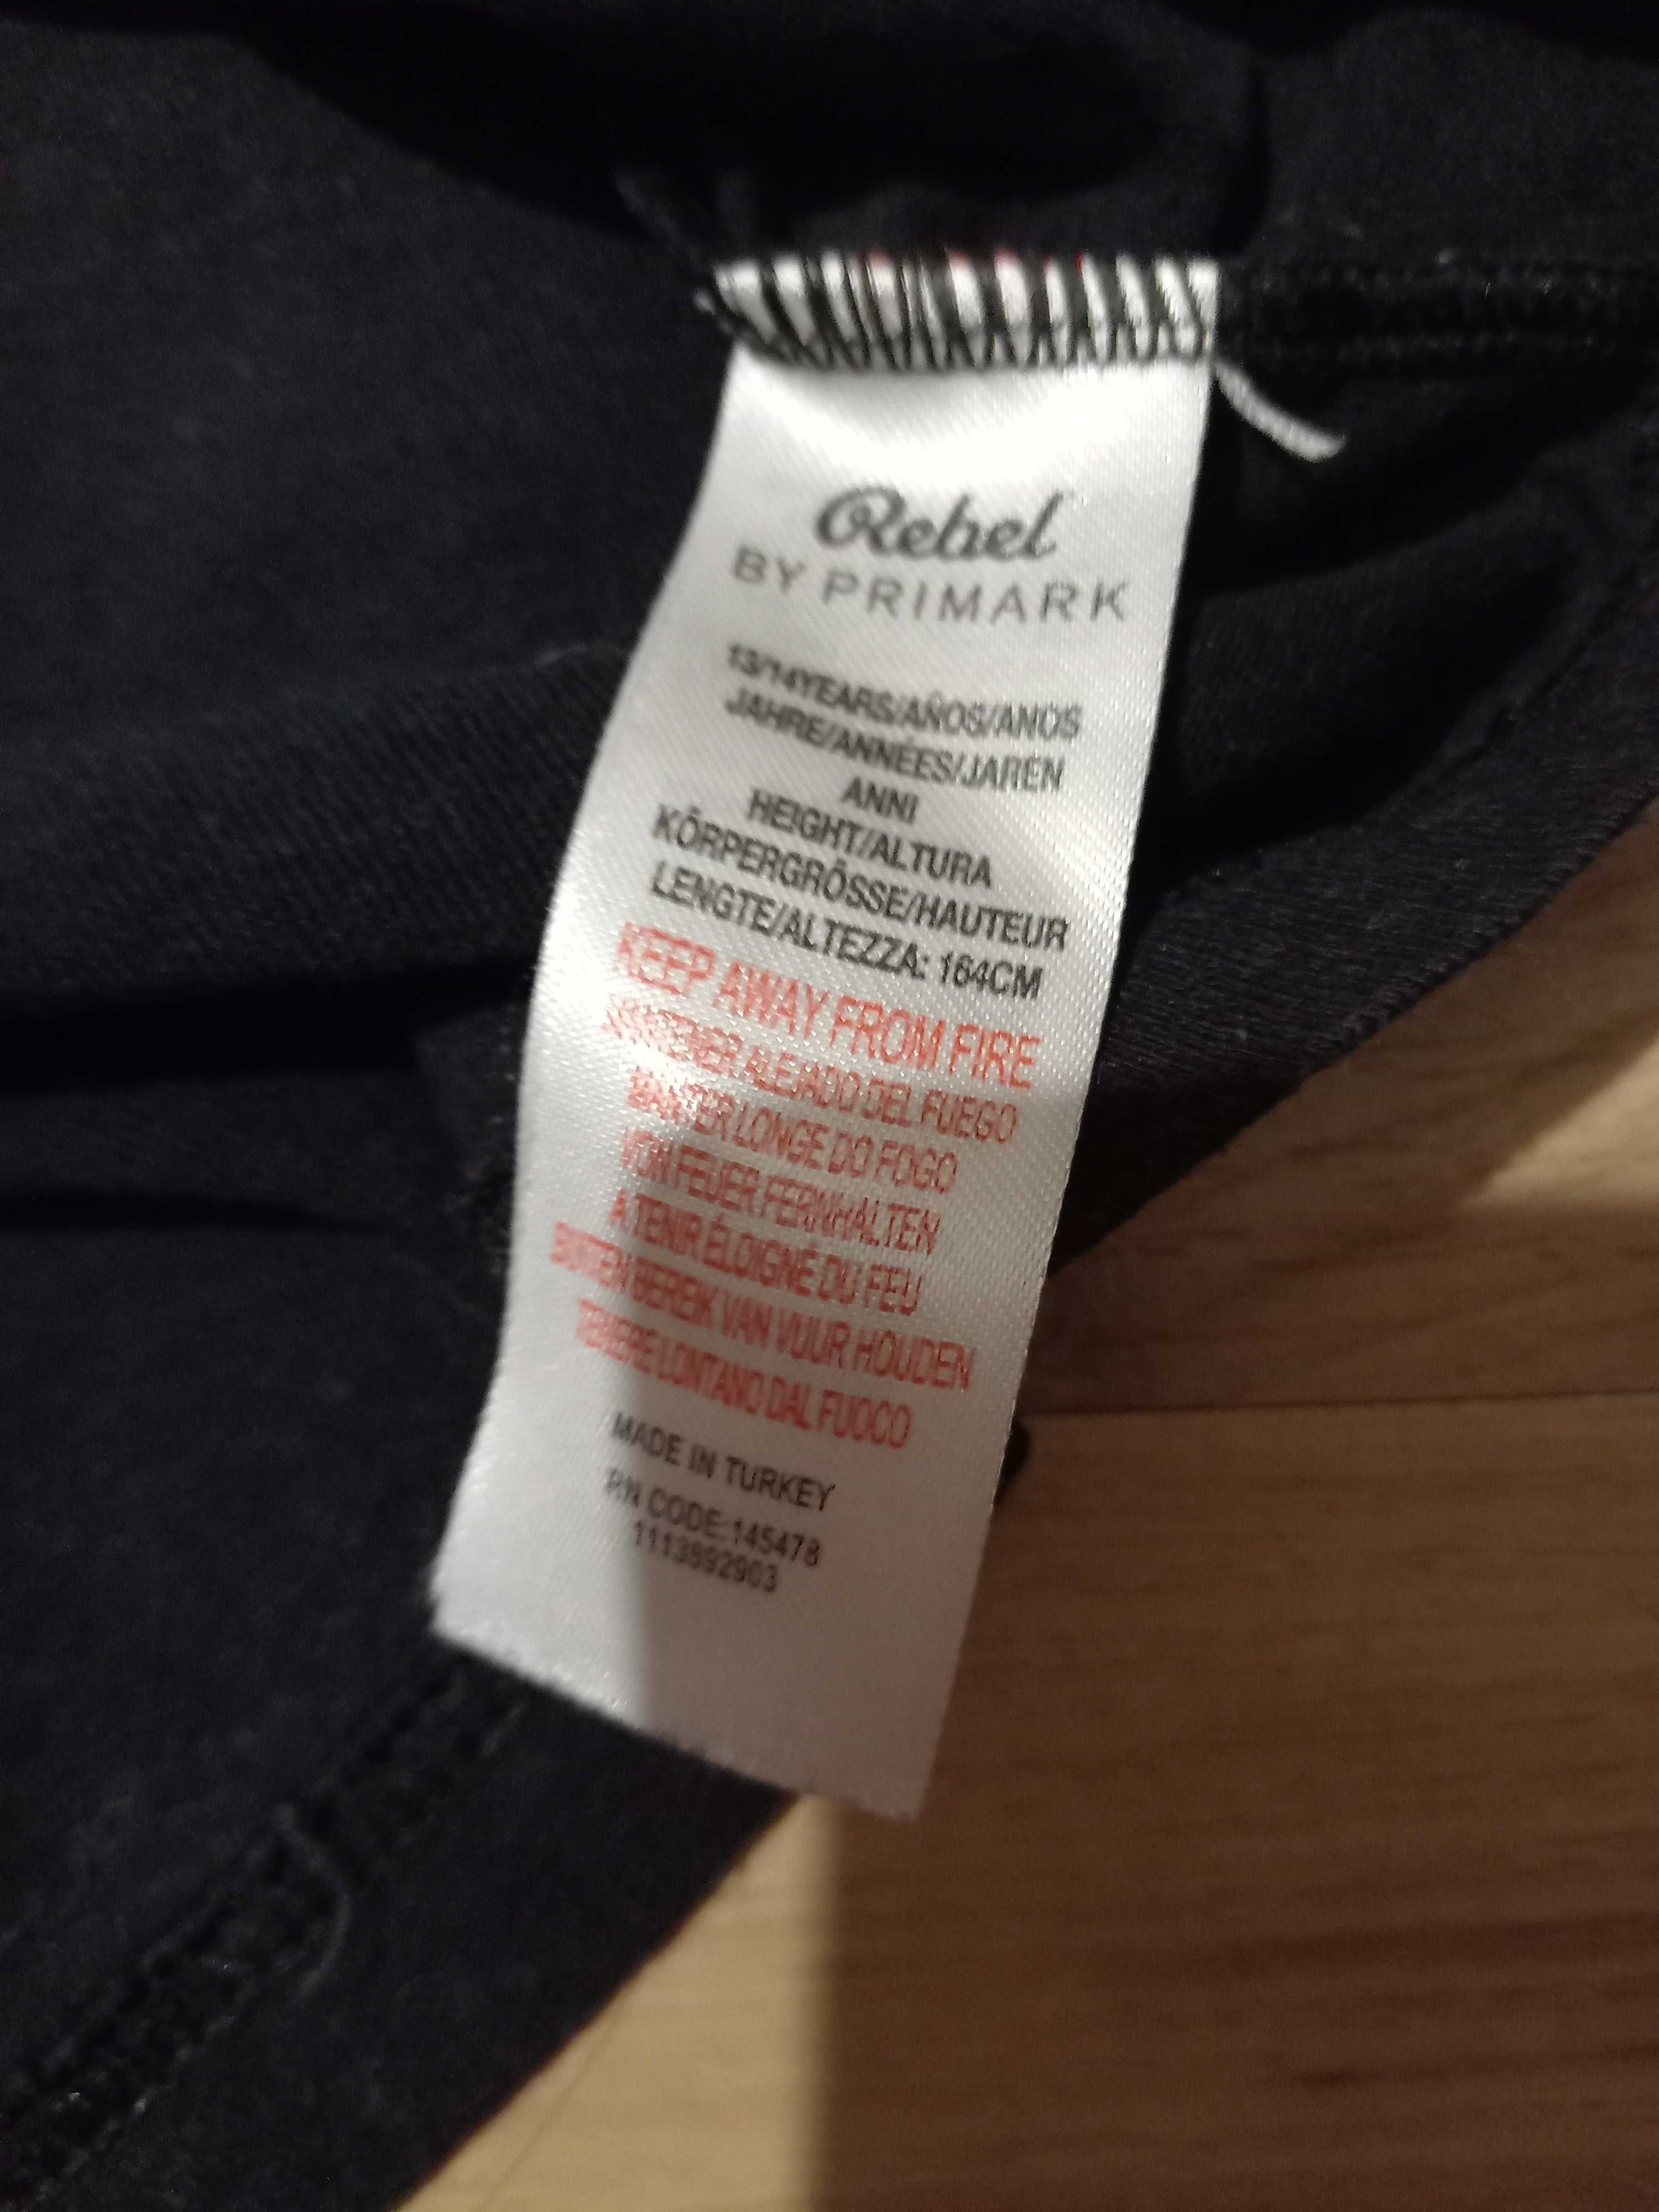 Rebel
BY PRIMARK
13/14YEARS/AÑOS/ANOS
JAHRE/ANNÉES/JAREN
ANNI
HEIGHT/ALTURA
KÖRPERGRÖSSE/HAUTEUR
LENGTE/ALTEZZA: 164CM
KEEP AWAY FROM FIRE
MANTENER ALEJADO DEL FUEGO
MANTER LONGE DO FOGO
VON FEUER FERNHALTEN
A TENIR ÉLOIGNÉ DU FEU
BUITEN BEREIK VAN VUUR HOUDEN
TENERE LONTANO DAL FUOCO
MADE IN TURKEY
RN CODE:145478
1113892903